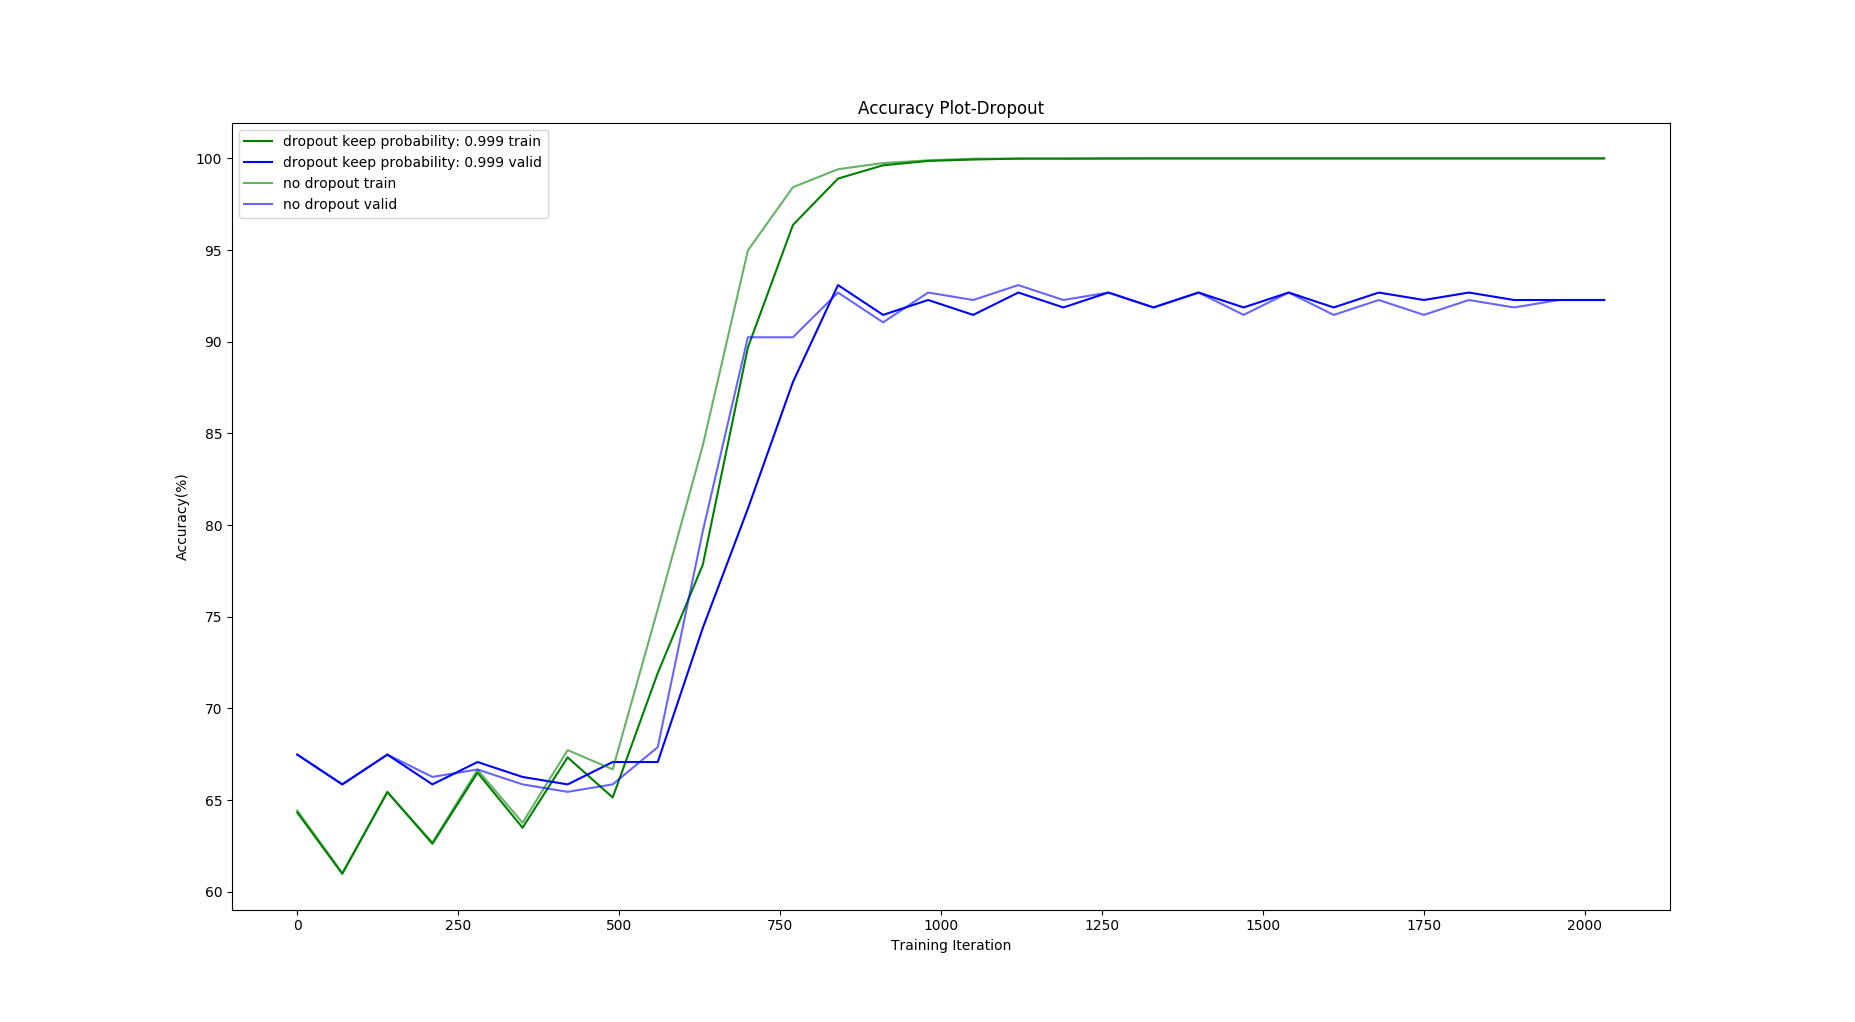 Accuracy Plot-Dropout
dropout keep probability: 0.999 train
dropout keep probability: 0.999 valid
no dropout train
no dropout valid
100
95
90
85
80
75
70
65
60
Accuracy(%)
0 250 500 750 1000 1250 1500 1750 2000
Training Iteration